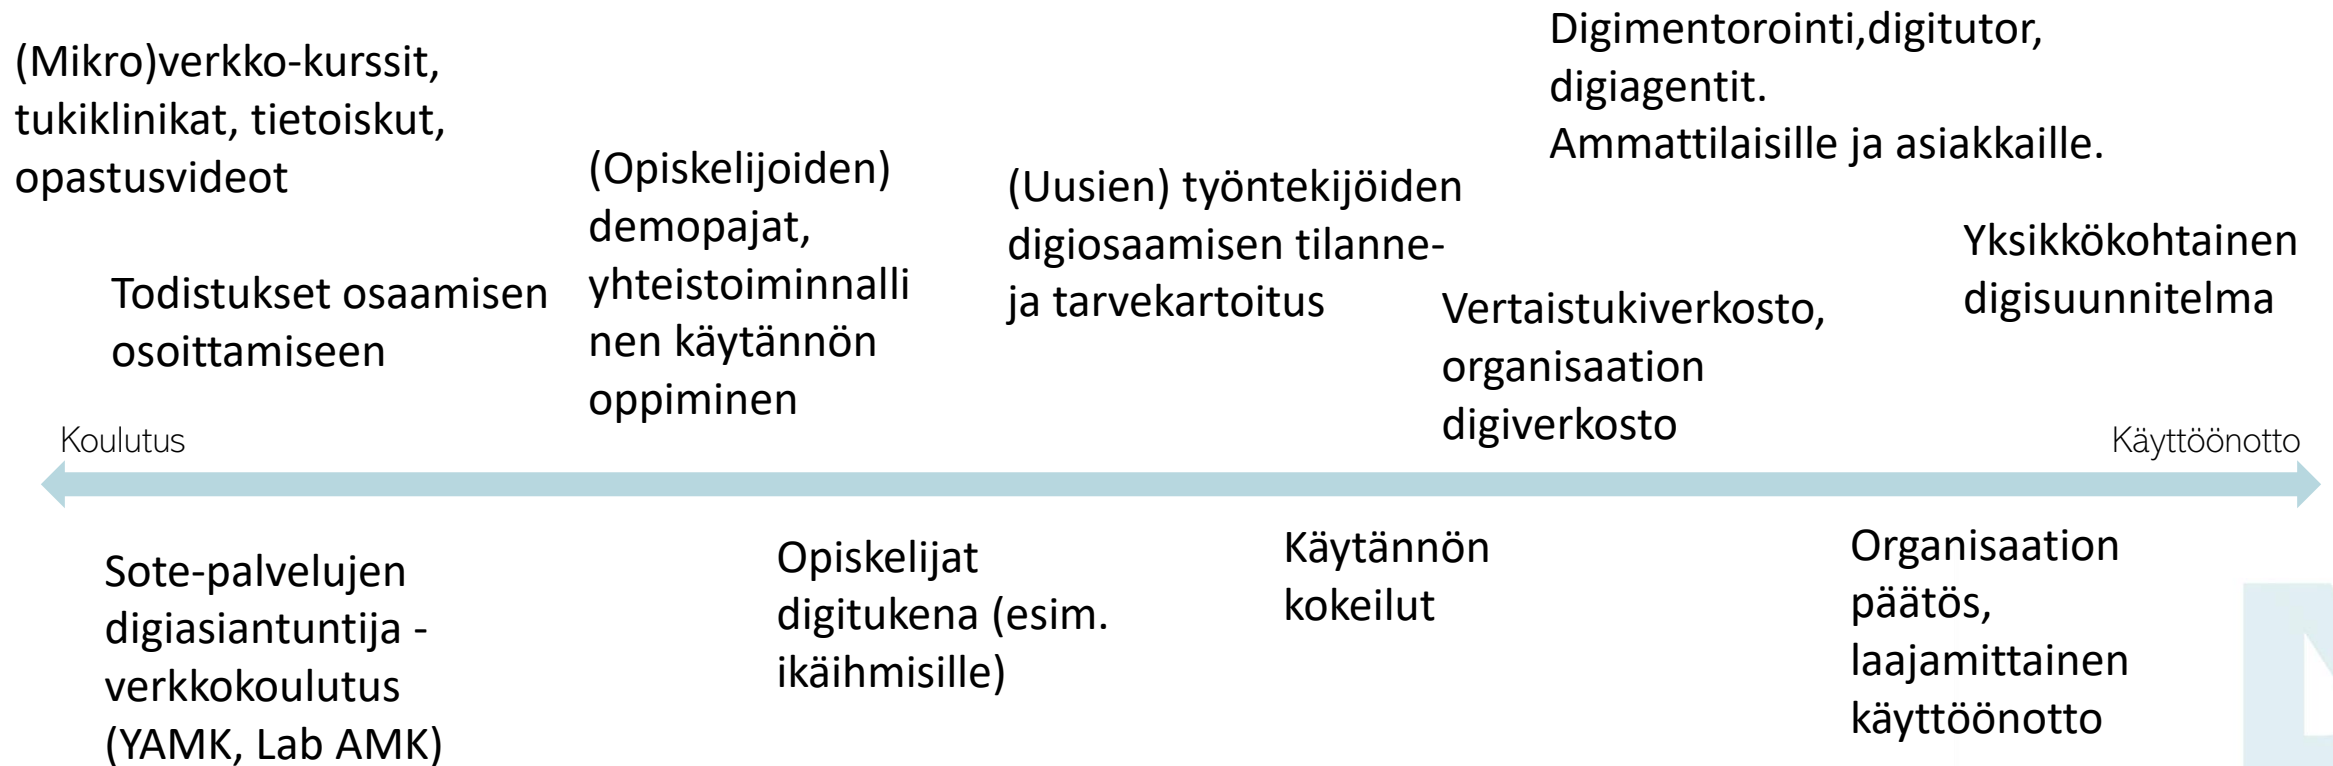 (Mikro)verkko-kurssit,
tukiklinikat, tietoiskut,
opastusvideot
Todistukset osaamisen
osoittamiseen
(Opiskelijoiden)
demopajat,
yhteistoiminnalli
nen käytännön
oppiminen
(Uusien) työntekijöiden
digiosaamisen tilanne-
ja tarvekartoitus
Digimentorointi,digitutor,
digiagentit.
Ammattilaisille ja asiakkaille.
Vertaistukiverkosto,
organisaation
digiverkosto
Yksikkökohtainen
digisuunnitelma
Koulutus
Käyttöönotto
Sote-palvelujen
digiasiantuntija -
verkkokoulutus
(YAMK, Lab AMK)
Opiskelijat
digitukena (esim.
ikäihmisille)
Käytännön
kokeilut
Organisaation
päätös,
laajamittainen
käyttöönotto